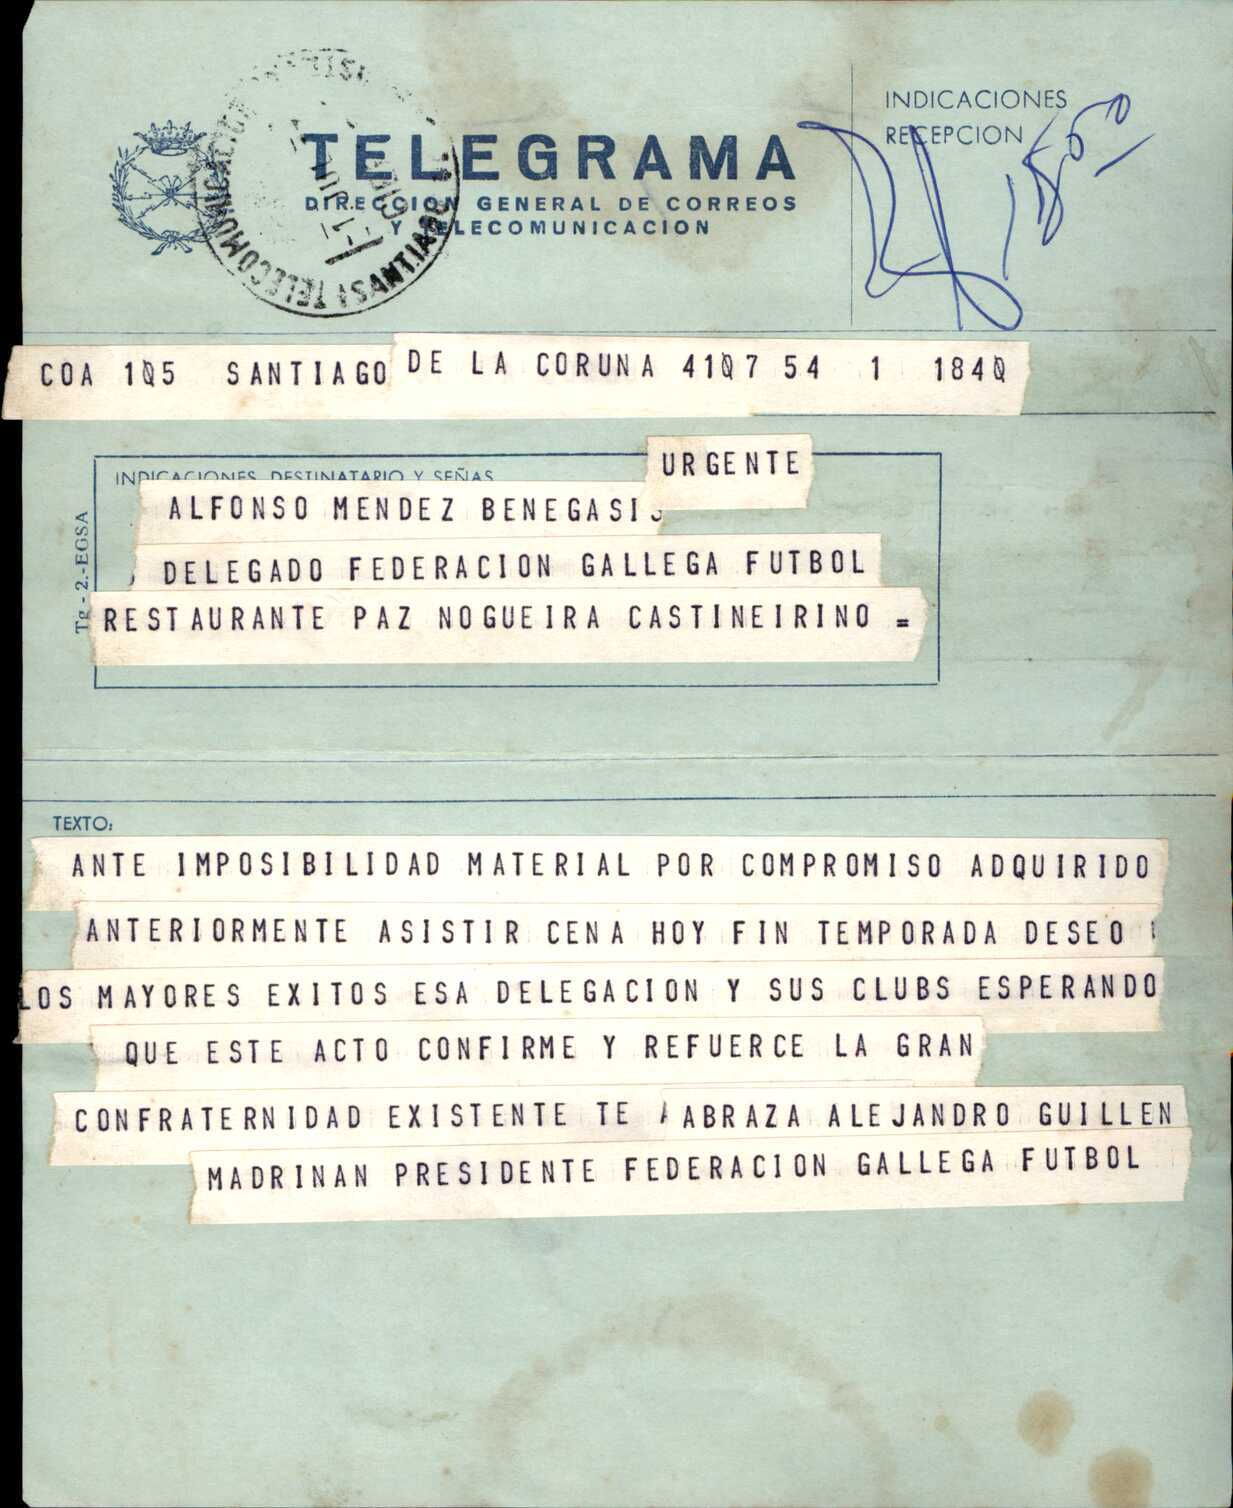 TELEGRAMA
DIRECCION GENERAL DE CORREOS
Y TELECOMUNICACION
INDICACIONES
RECEPCION
1850
TELECOMUNICACION
SANTIAGO
COA 105 SANTIAGO DE LA CORUNA 4107 54 1 1840
URGENTE
INDICACIONES DESTINATARIO Y SEÑAS
ALFONSO MENDEZ BENEGASIS
DELEGADO FEDERACION GALLEGA FUTBOL
RESTAURANTE PAZ NOGUEIRA CASTINEIRINO =
Tg - 2.-EGSA
TEXTO:
ANTE IMPOSIBILIDAD MATERIAL POR COMPROMISO ADQUIRIDO
ANTERIORMENTE ASISTIR CENA HOY FIN TEMPORADA DESEO
LOS MAYORES EXITOS ESA DELEGACION Y SUS CLUBS ESPERANDO
QUE ESTE ACTO CONFIRME Y REFUERCE LA GRAN
CONFRATERNIDAD EXISTENTE TE ABRAZA ALEJANDRO GUILLEN
MADRINAN PRESIDENTE FEDERACION GALLEGA FUTBOL